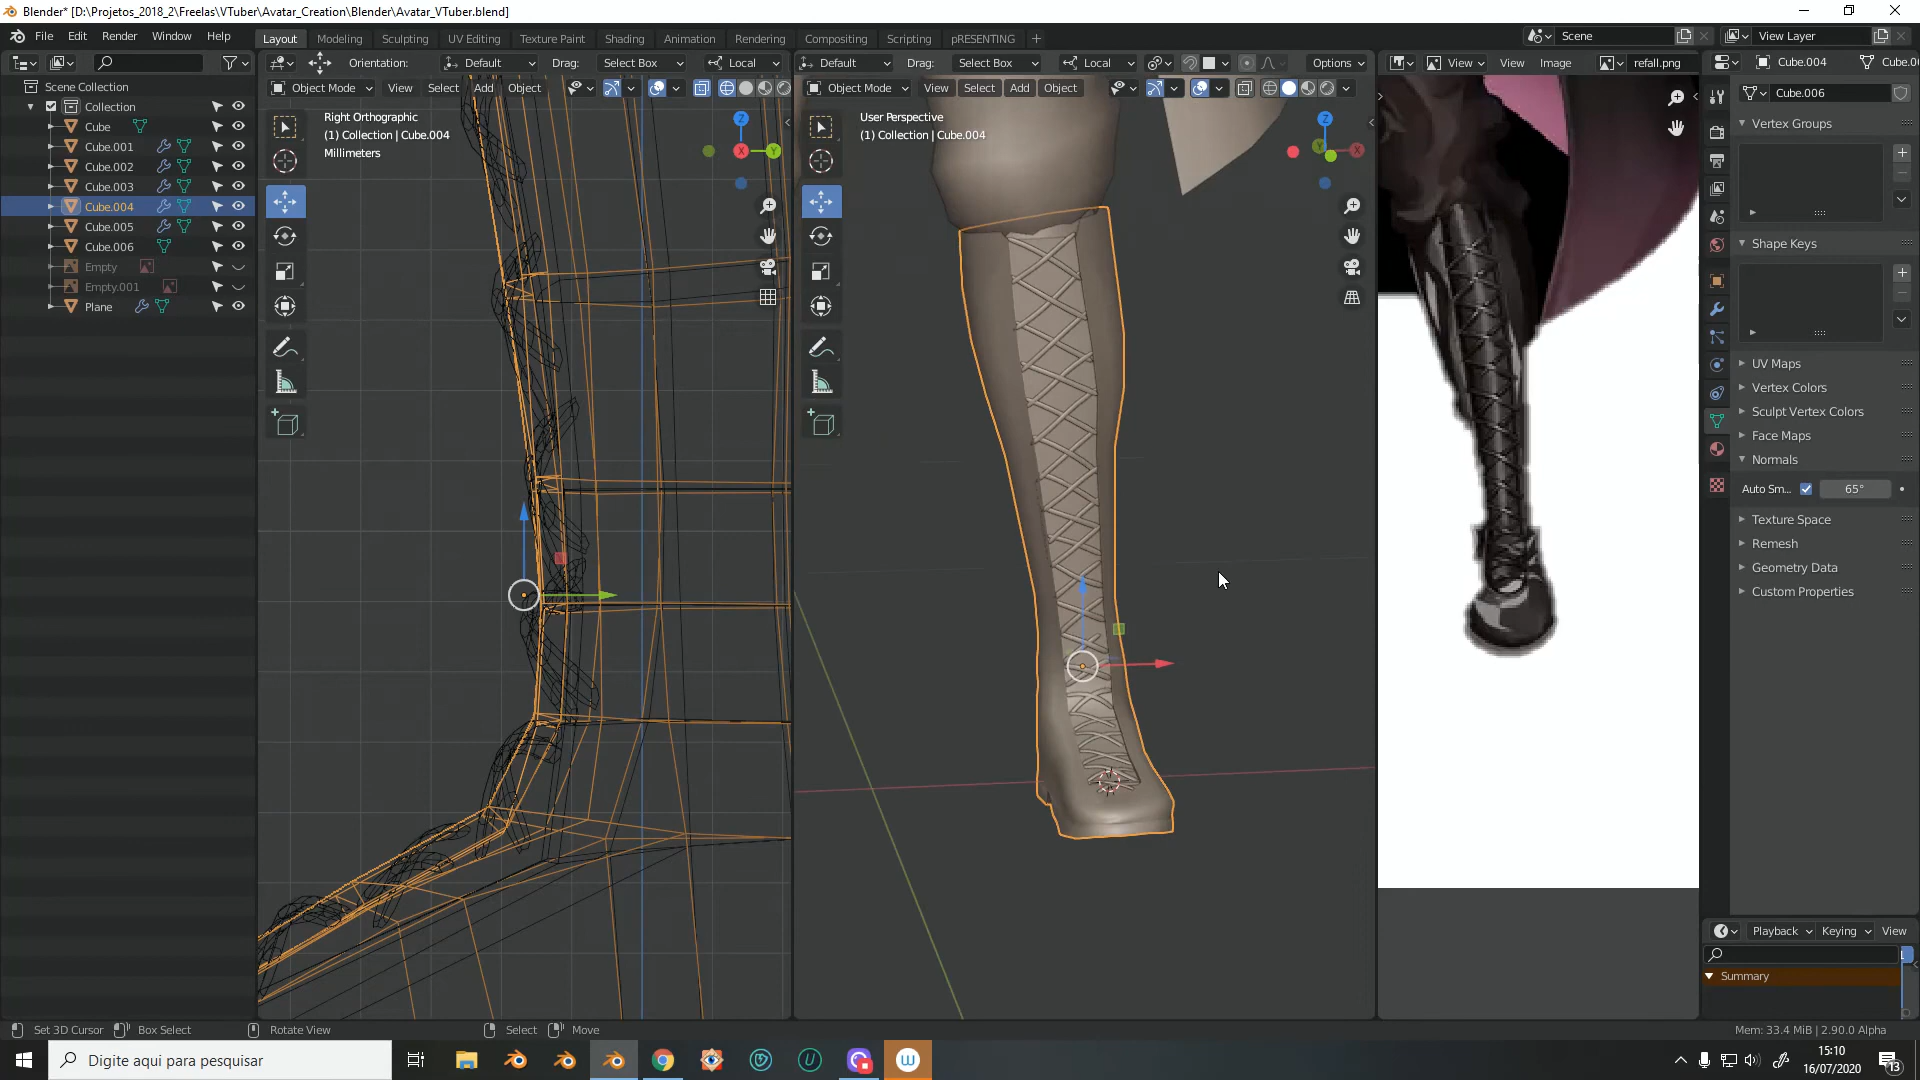 Blender* [D:\Projetos_2018_2\Freelas\VTuber\Avatar_Creation\Blender\Avatar_VTuber.blend]
File Edit Render Window Help Layout Modeling Sculpting UV Editing Texture Paint Shading Animation Rendering Compositing Scripting pRESENTING + Scene View Layer
Orientation: Default Drag: Select Box Local Default Drag: Select Box Local Options View View Image refall.png Cube.004 Cube.0
Object Mode View Select Add Object Object Mode View Select Add Object Cube.006
Scene Collection
Collection
Cube
Cube.001
Cube.002
Cube.003
Cube.004
Cube.005
Cube.006
Empty
Empty.001
Plane
Right Orthographic
(1) Collection | Cube.004
Millimeters
Z
Y
X
User Perspective
(1) Collection | Cube.004
Z
Y
X
Vertex Groups
Shape Keys
UV Maps
Vertex Colors
Sculpt Vertex Colors
Face Maps
Normals
Auto Sm... 65°
Texture Space
Remesh
Geometry Data
Custom Properties
Playback Keying View
1
Summary
Set 3D Cursor Box Select Rotate View Select Move Mem: 33.4 MiB | 2.90.0 Alpha
Digite aqui para pesquisar
U
W
15:10
16/07/2020
13